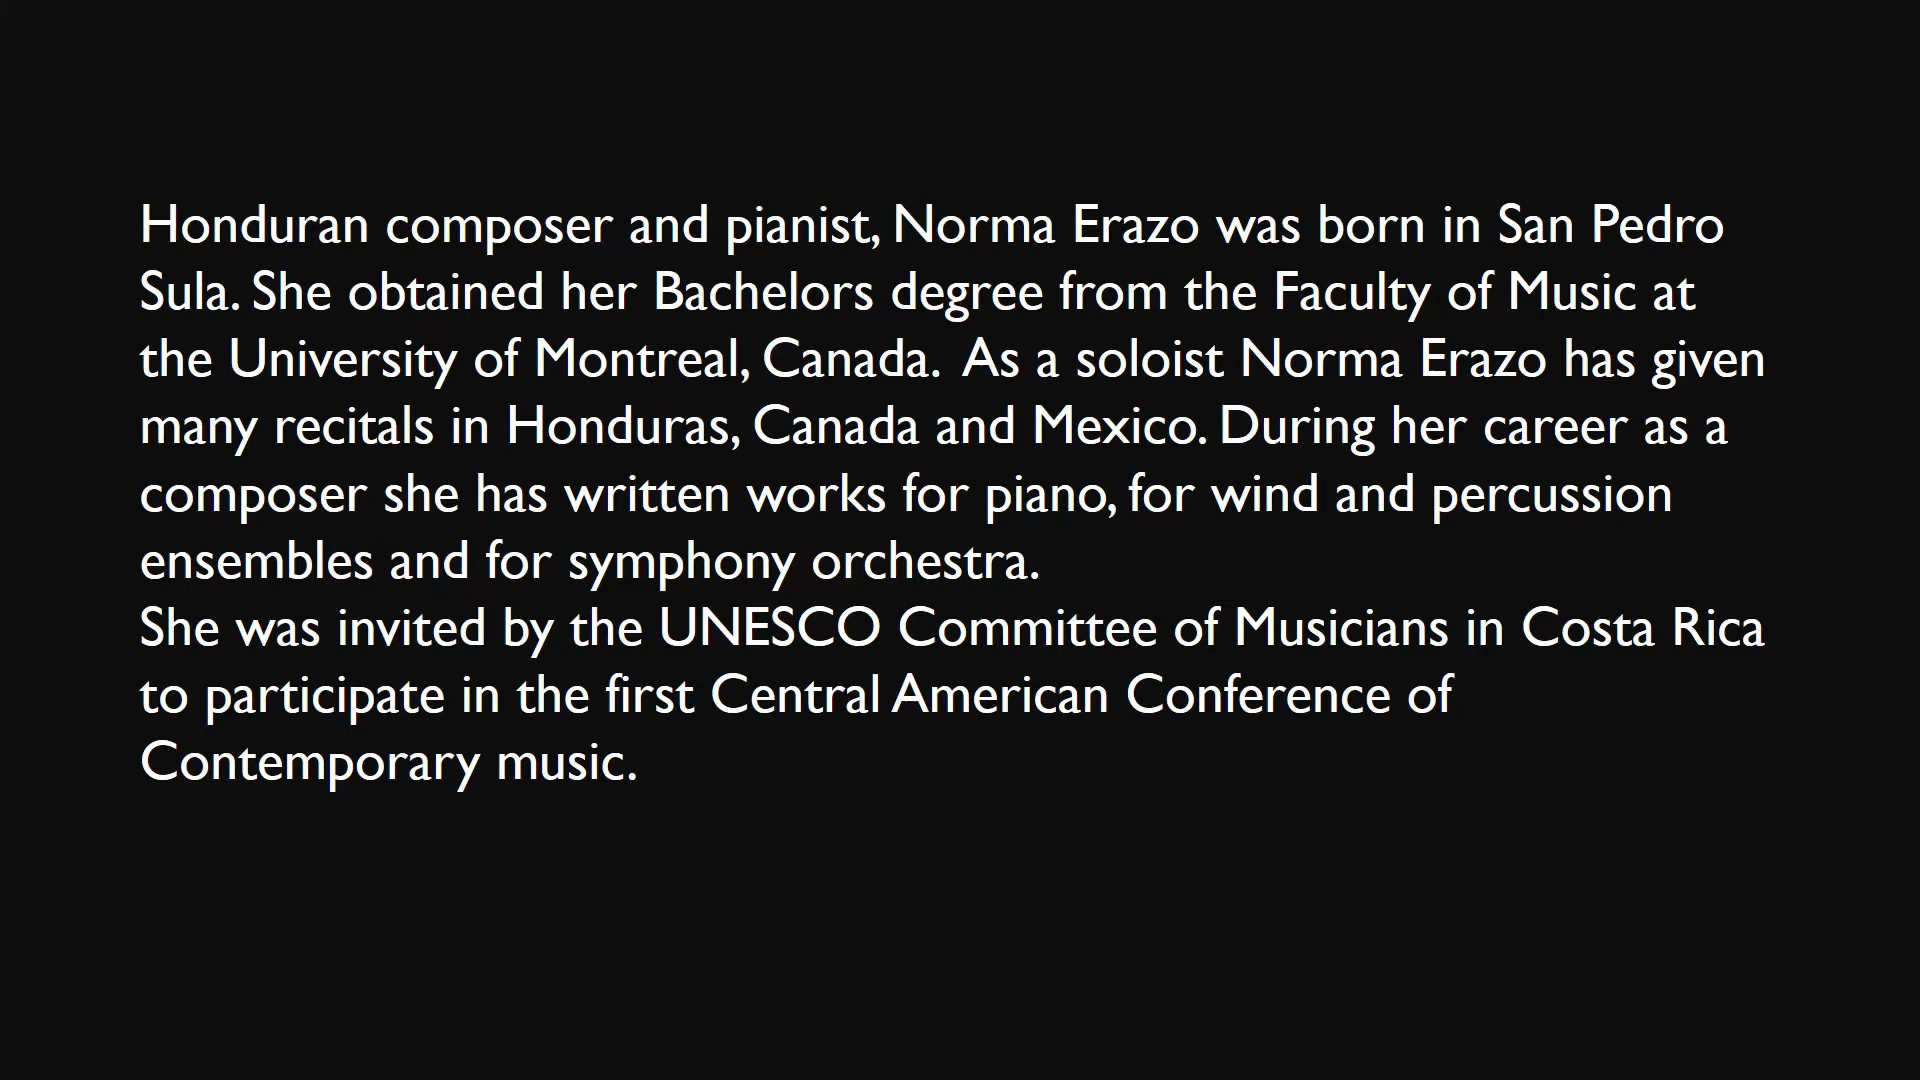 Honduran composer and pianist, Norma Erazo was born in San Pedro
Sula. She obtained her Bachelors degree from the Faculty of Music at
the University of Montreal, Canada.  As a soloist Norma Erazo has given
many recitals in Honduras, Canada and Mexico. During her career as a
composer she has written works for piano, for wind and percussion
ensembles and for symphony orchestra.
She was invited by the UNESCO Committee of Musicians in Costa Rica
to participate in the first Central American Conference of
Contemporary music.